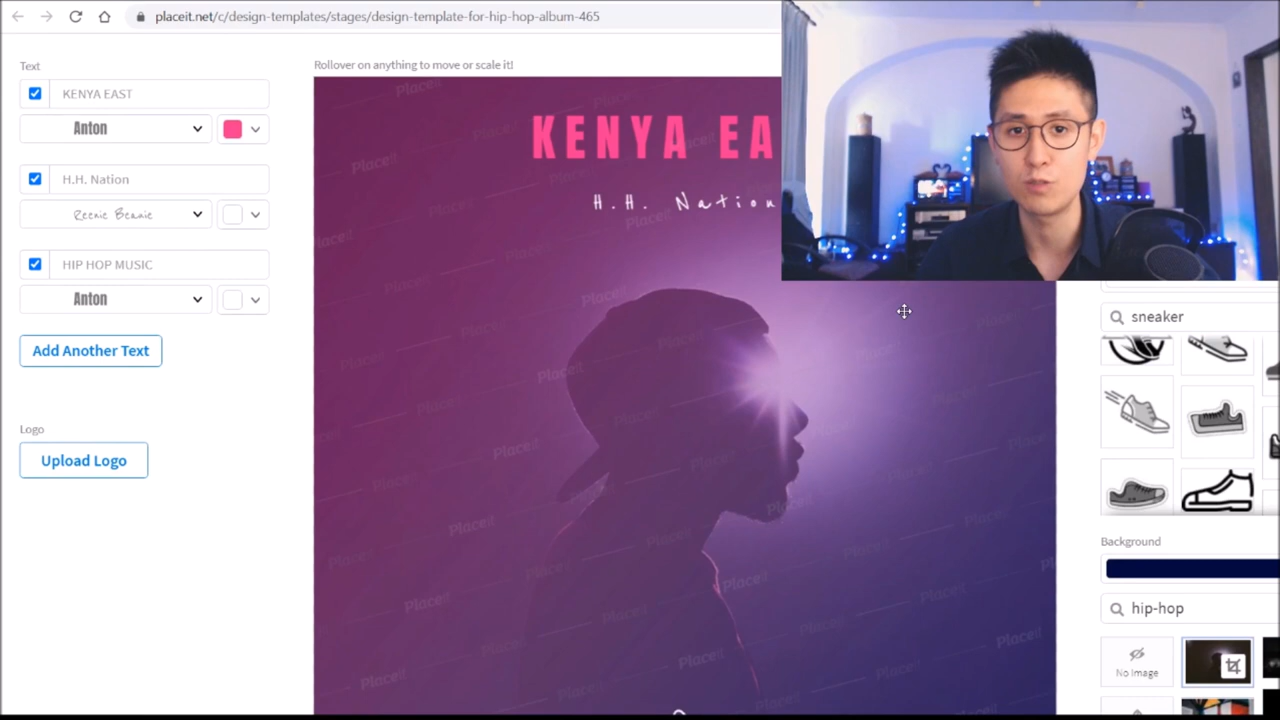 placeit.net/c/design-templates/stages/design-template-for-hip-hop-album-465
Text
Rollover on anything to move or scale it!
KENYA EAST
Anton
H.H. Nation
Reenie Beanie
HIP HOP MUSIC
Anton
Add Another Text
Logo
Upload Logo
KENYA EA
H.H. Nation
Placeit
sneaker
Background
hip-hop
No Image